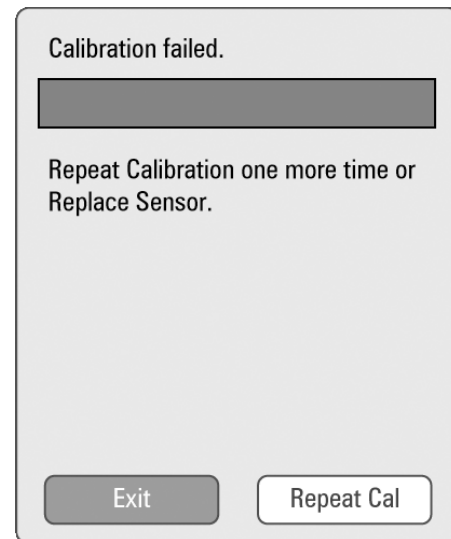 Calibration failed.
Repeat Calibration one more time or
Replace Sensor.
Exit
Repeat Cal